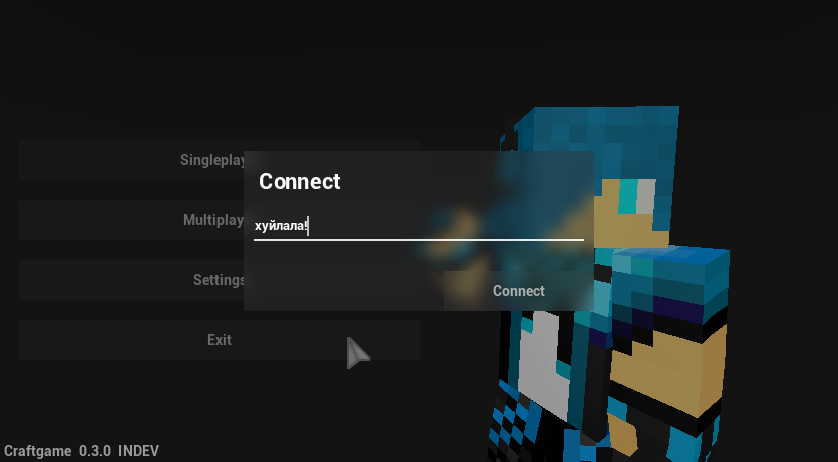 Connect
хуйлала!
Connect
Singleplay
Multiplay
Settings
Exit
Craftgame 0.3.0 INDEV